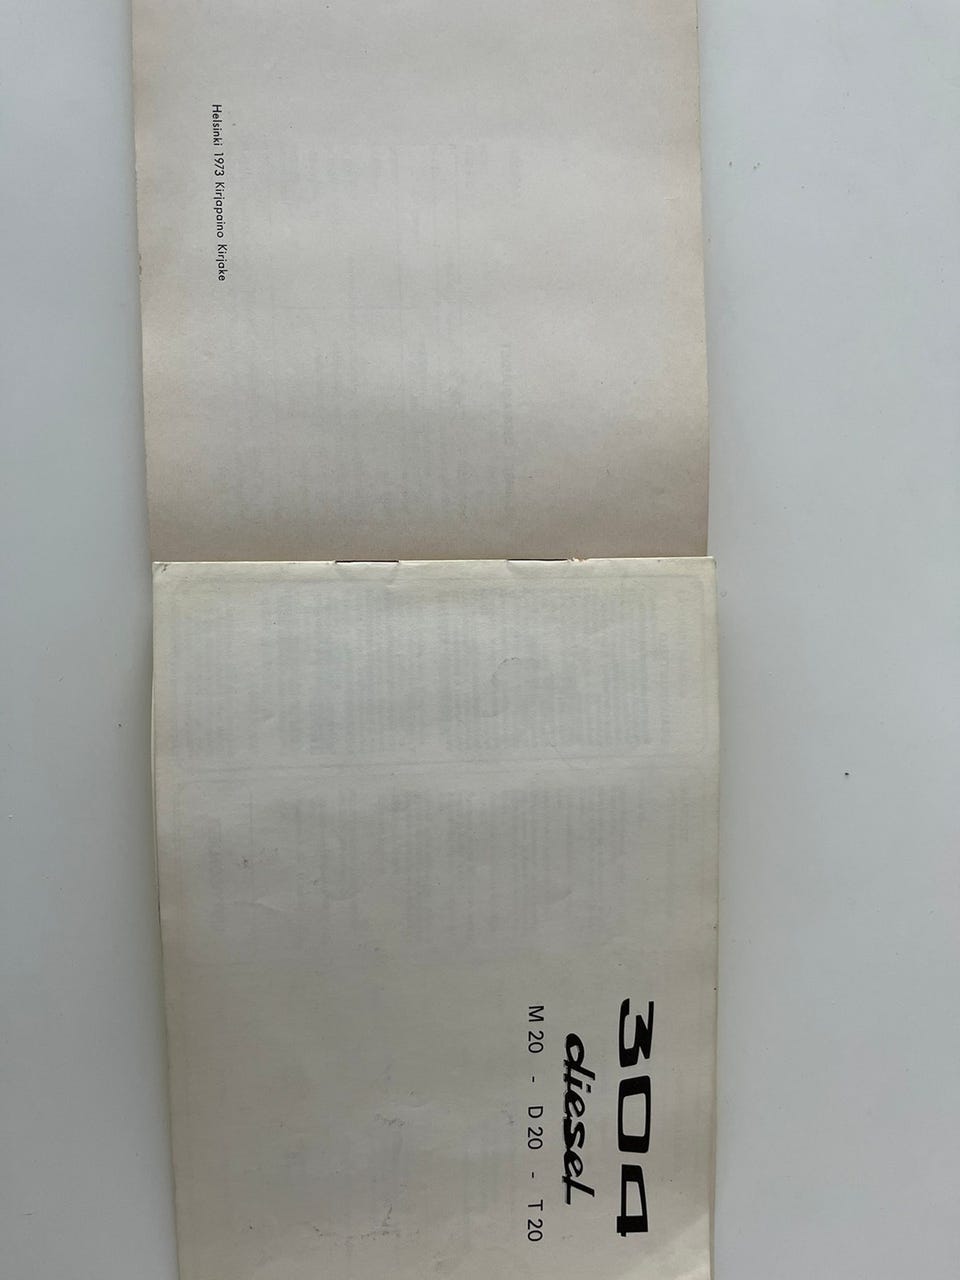 Helsinki 1973 Kirjapaino Kirjake
304
diesel
M 20 - D 20 - T 20